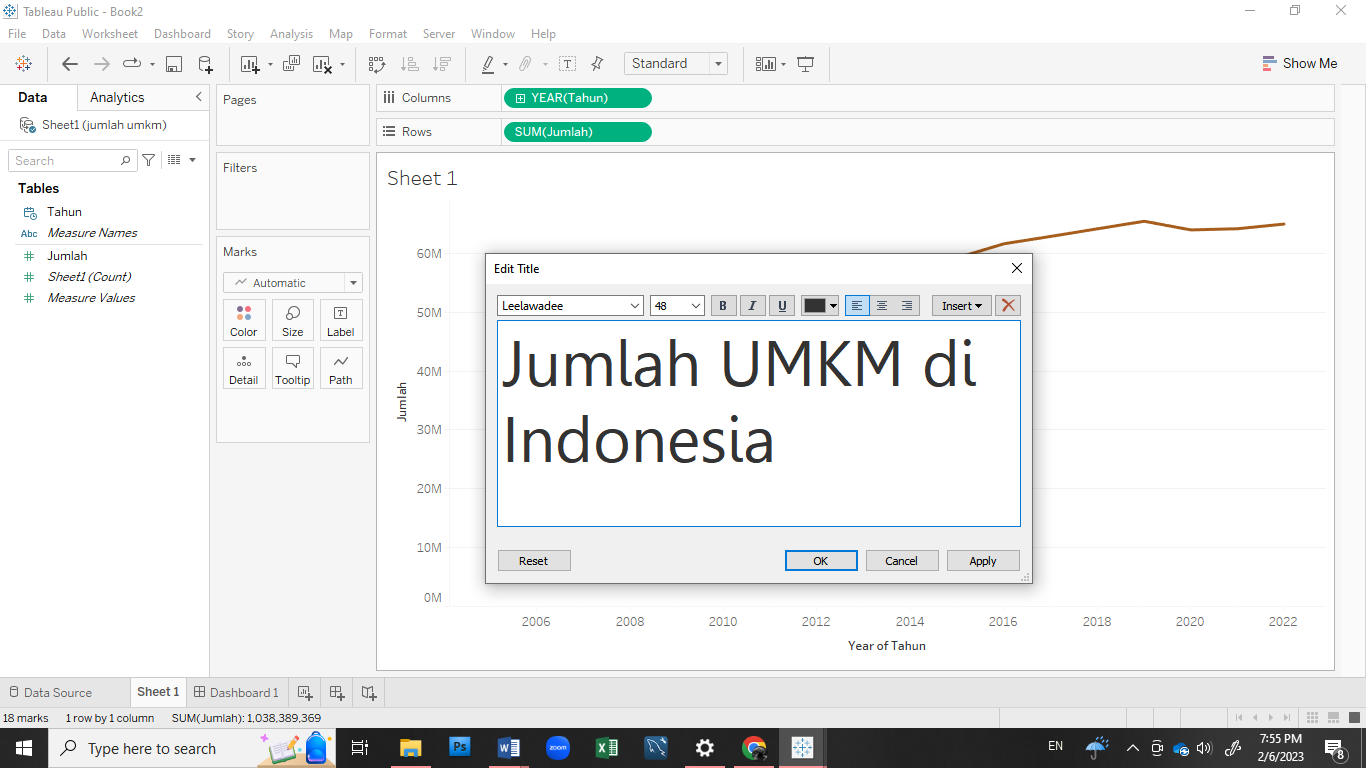 Tableau Public - Book2
File Data Worksheet Dashboard Story Analysis Map Format Server Window Help
Standard
Show Me
Data Analytics
Sheet1 (jumlah umkm)
Search
Tables
Tahun
Abc Measure Names
Jumlah
Sheet1 (Count)
Measure Values
Pages
Filters
Marks
Automatic
Color Size Label
Detail Tooltip Path
Columns YEAR(Tahun)
Rows SUM(Jumlah)
Sheet 1
60M
50M
40M
30M
20M
10M
0M
Jumlah
2006 2008 2010 2012 2014 2016 2018 2020 2022
Year of Tahun
Edit Title
Leelawadee 48 B I U Insert
Jumlah UMKM di
Indonesia
Reset OK Cancel Apply
Data Source Sheet 1 Dashboard 1
18 marks 1 row by 1 column SUM(Jumlah): 1,038,389,369
Type here to search
Ps
W
zoom
X
EN
7:55 PM
2/6/2023
8